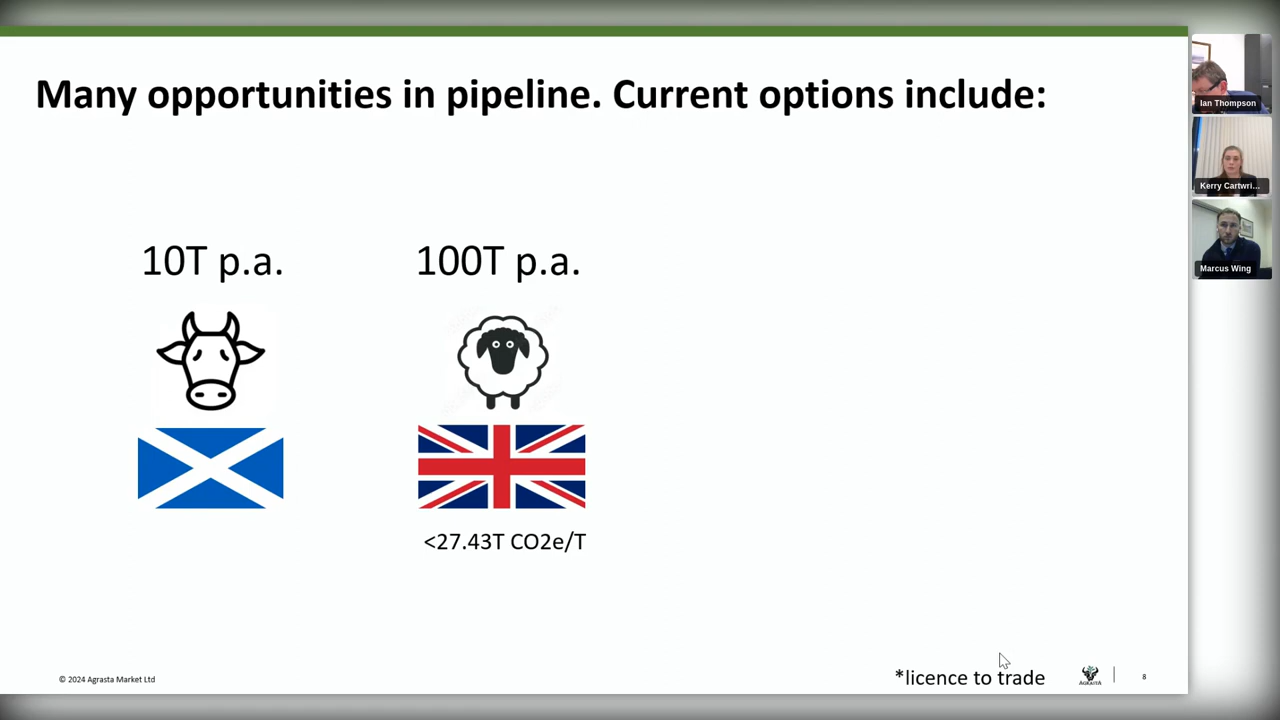 Many opportunities in pipeline. Current options include:
10T p.a.
100T p.a.
<27.43T CO2e/T
© 2024 Agrasta Market Ltd
*licence to trade
AGRASTA
8
Ian Thompson
Kerry Cartwri...
Marcus Wing